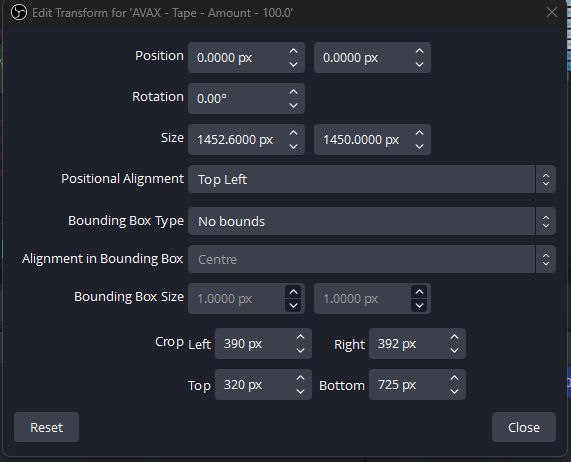 Edit Transform for 'AVAX - Tape - Amount - 100.0'
Position 0.0000 px 0.0000 px
Rotation 0.00°
Size 1452.6000 px 1450.0000 px
Positional Alignment Top Left
Bounding Box Type No bounds
Alignment in Bounding Box Centre
Bounding Box Size 1.0000 px 1.0000 px
Crop Left 390 px Right 392 px
Top 320 px Bottom 725 px
Reset Close